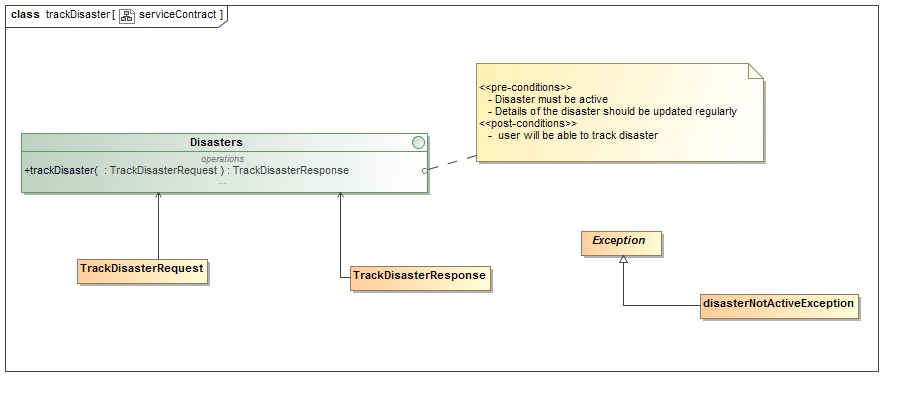 class trackDisaster[ serviceContract ]
<<pre-conditions>>
- Disaster must be active
- Details of the disaster should be updated regularly
<<post-conditions>>
- user will be able to track disaster
Disasters
operations
+trackDisaster( : TrackDisasterRequest ) : TrackDisasterResponse
...
Exception
TrackDisasterRequest
TrackDisasterResponse
disasterNotActiveException